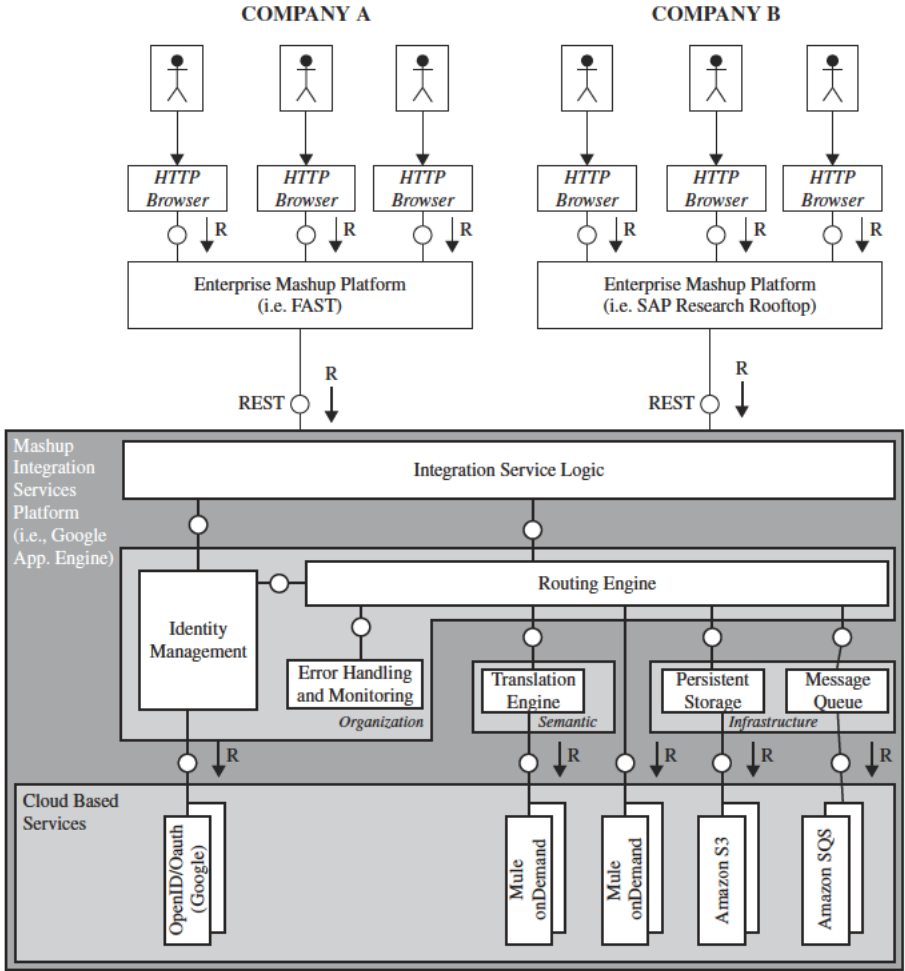 COMPANY A
COMPANY B
HTTP
Browser
HTTP
Browser
HTTP
Browser
HTTP
Browser
HTTP
Browser
HTTP
Browser
R
R
R
R
R
R
Enterprise Mashup Platform
(i.e. FAST)
Enterprise Mashup Platform
(i.e. SAP Research Rooftop)
R
R
REST
REST
Mashup
Integration
Services
Platform
(i.e., Google
App. Engine)
Integration Service Logic
Routing Engine
Identity
Management
Error Handling
and Monitoring
Organization
Translation
Engine
Semantic
Persistent
Storage
Message
Queue
Infrastructure
R
R
R
R
R
Cloud Based
Services
OpenID/Oauth
(Google)
Mule
onDemand
Mule
onDemand
Amazon S3
Amazon SQS